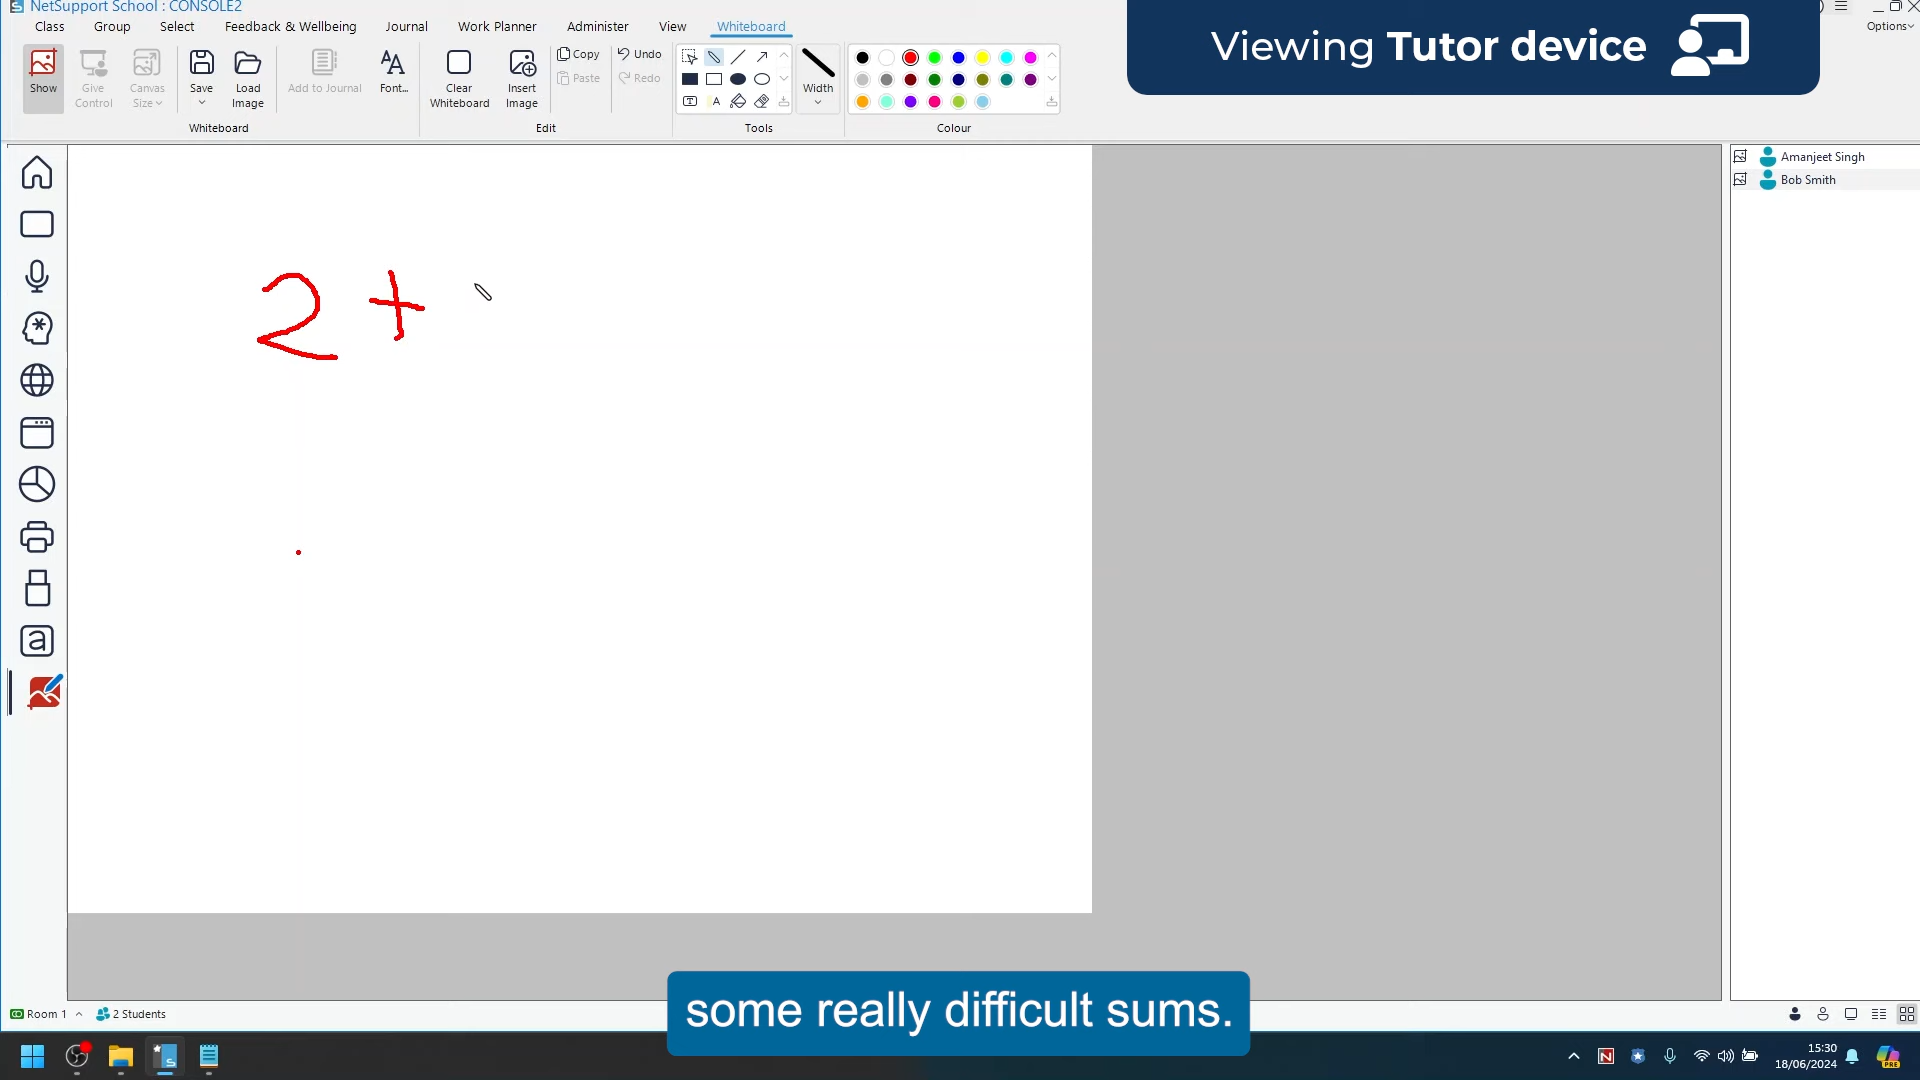 NetSupport School : CONSOLE2
Class Group Select Feedback & Wellbeing Journal Work Planner Administer View Whiteboard
Options
Viewing Tutor device
Show
Give Control
Canvas Size
Save
Load Image
Add to Journal
Font...
Clear Whiteboard
Insert Image
Copy
Paste
Undo
Redo
Width
Whiteboard Edit Tools Colour
Amanjeet Singh
Bob Smith
2 +
some really difficult sums.
Room 1 2 Students
15:30
18/06/2024